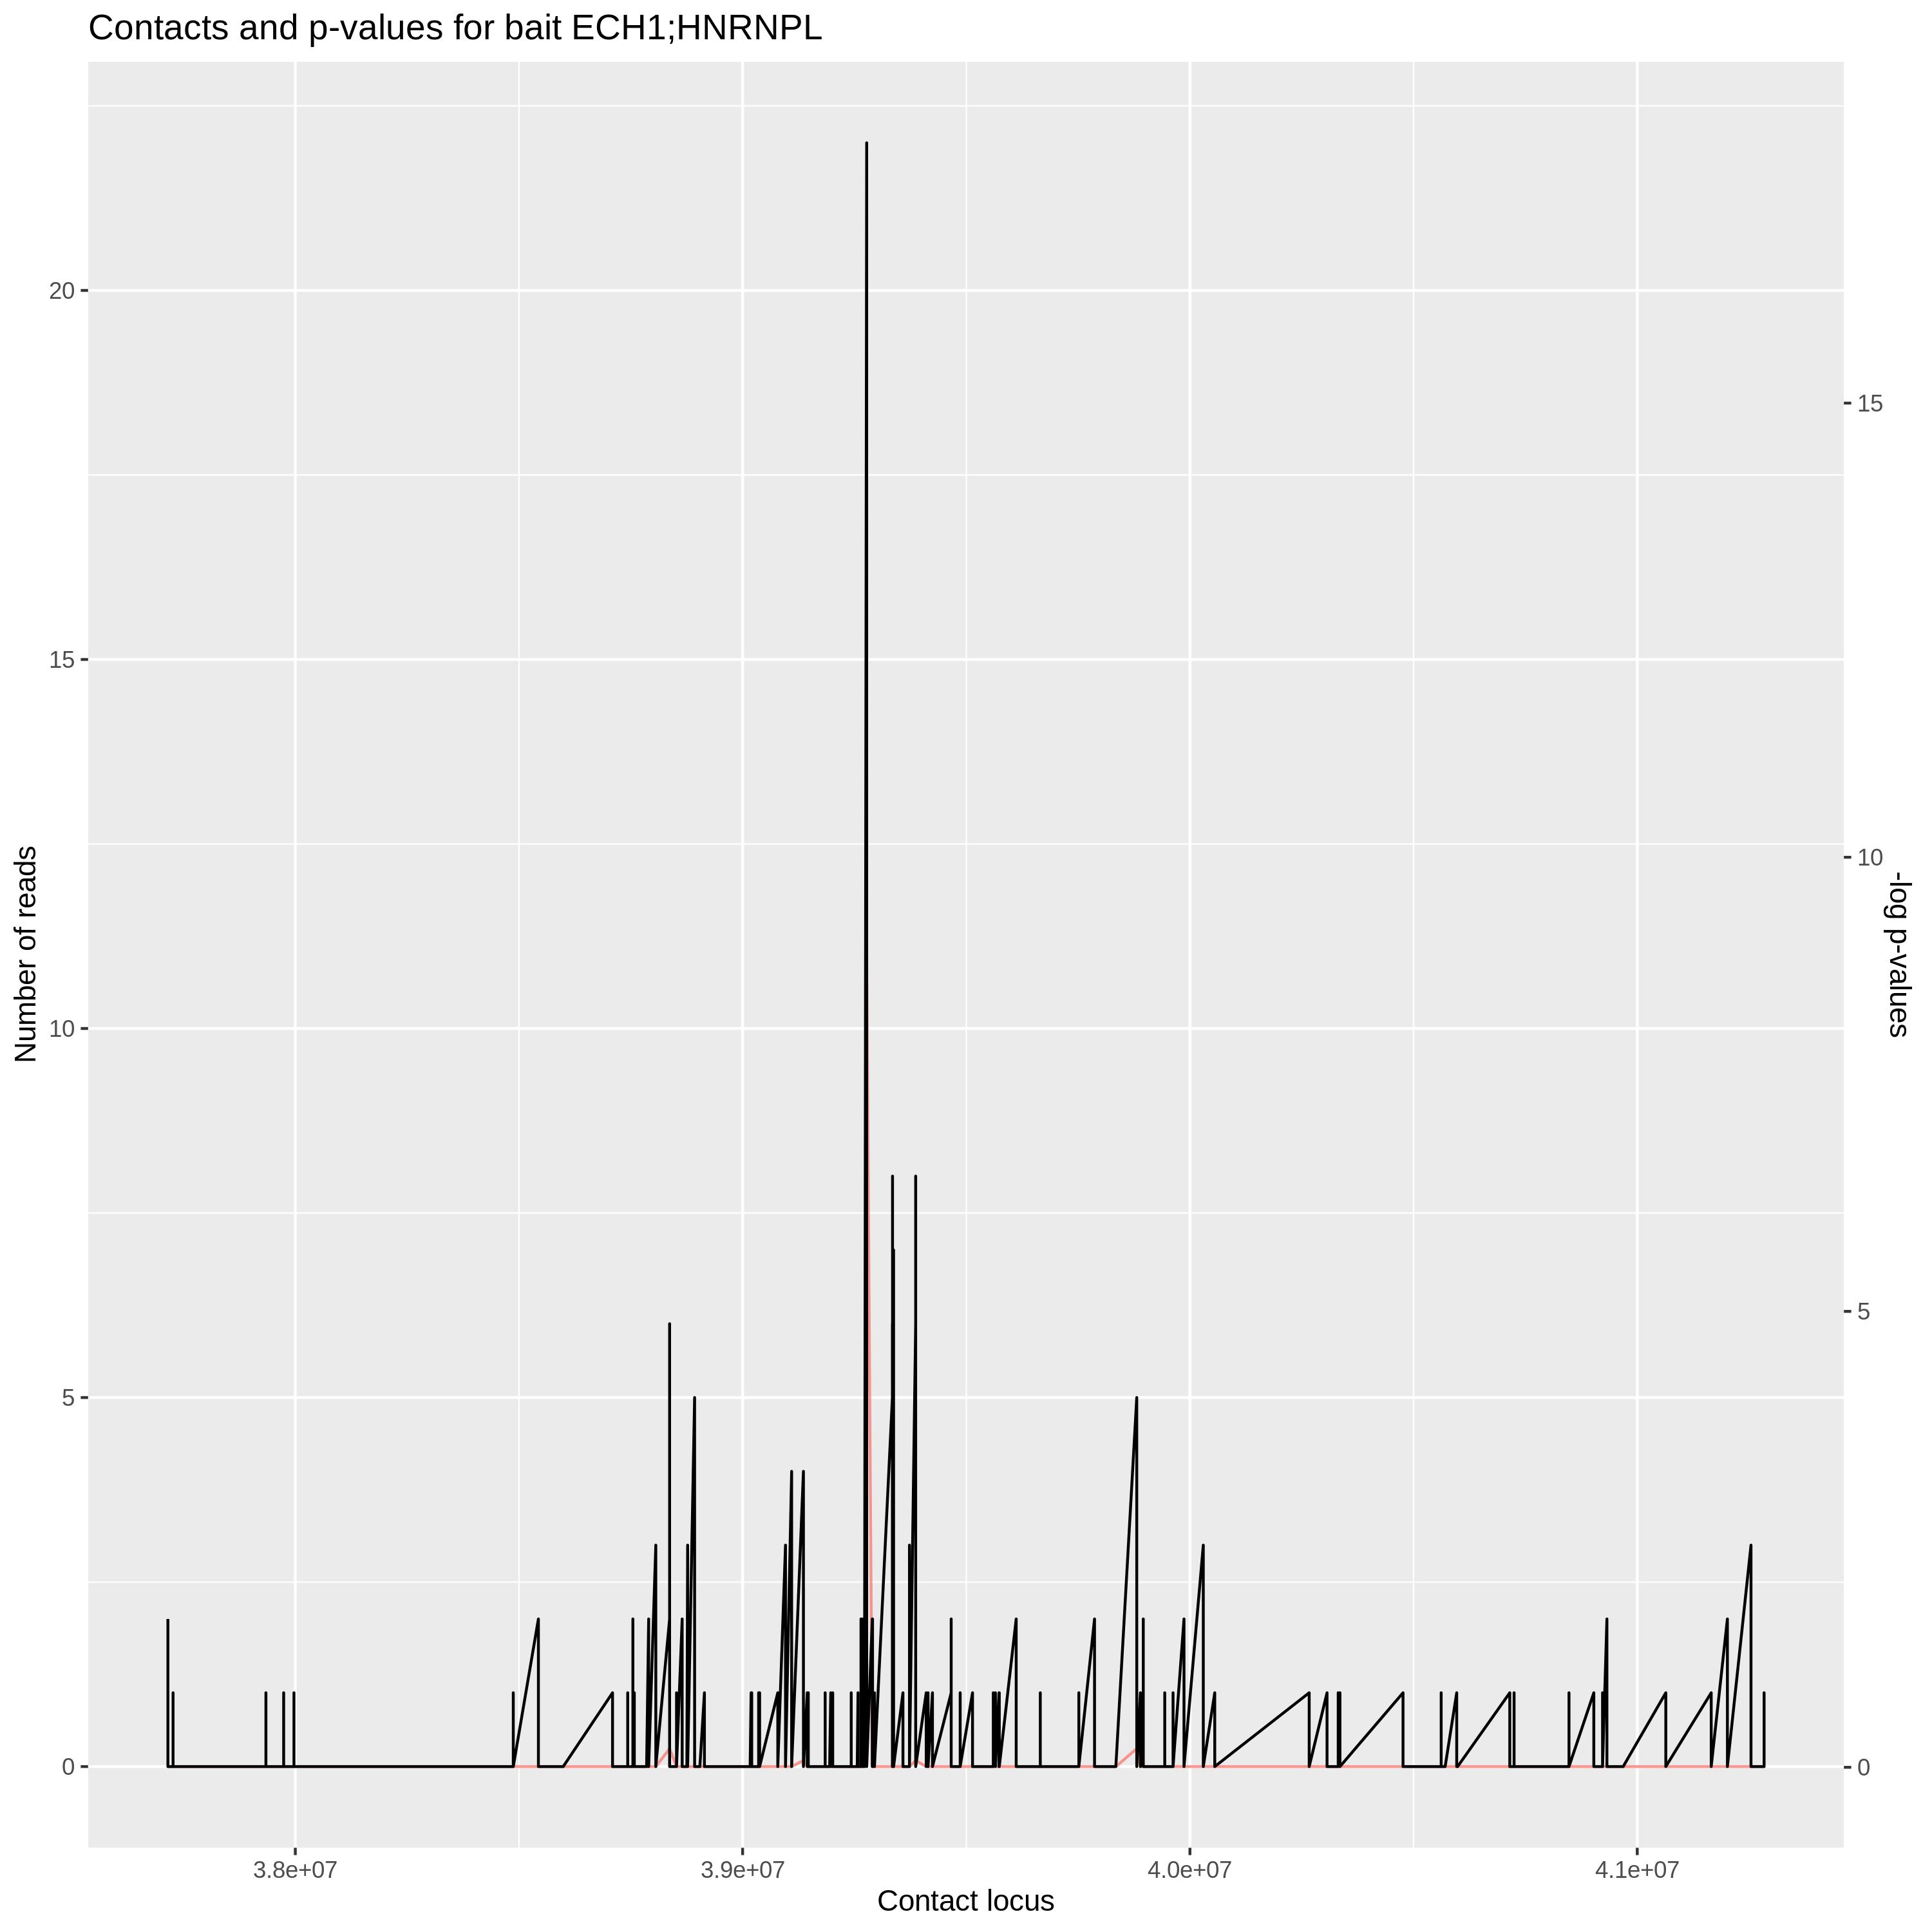 Contacts and p-values for bait ECH1;HNRNPL
20
15
10
5
0
Number of reads
15
10
5
0
-log p-values
3.8e+07 3.9e+07 4.0e+07 4.1e+07
Contact locus